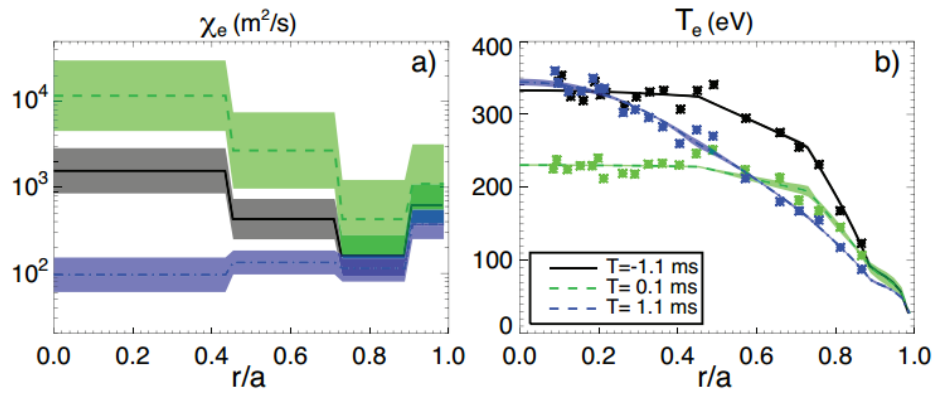 χₑ (m²/s)
a)
10⁴
10³
10²
0.0 0.2 0.4 0.6 0.8 1.0
r/a
Tₑ (eV)
b)
400
300
200
100
0
T=-1.1 ms
T= 0.1 ms
T= 1.1 ms
0.0 0.2 0.4 0.6 0.8 1.0
r/a